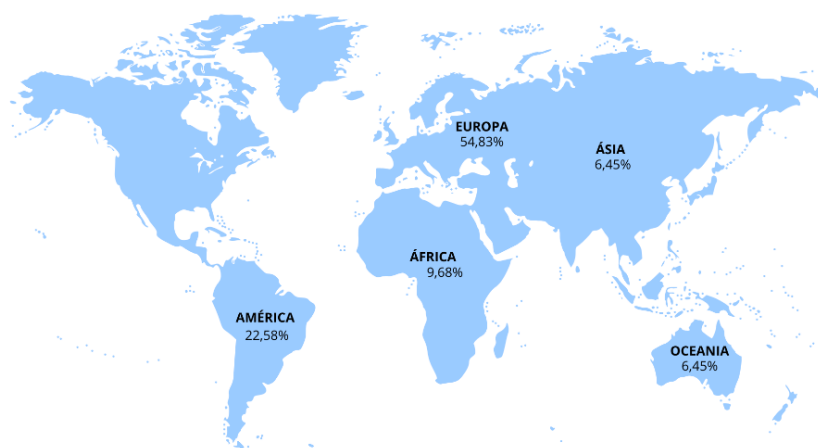 EUROPA
54,83%
ÁSIA
6,45%
ÁFRICA
9,68%
AMÉRICA
22,58%
OCEANIA
6,45%